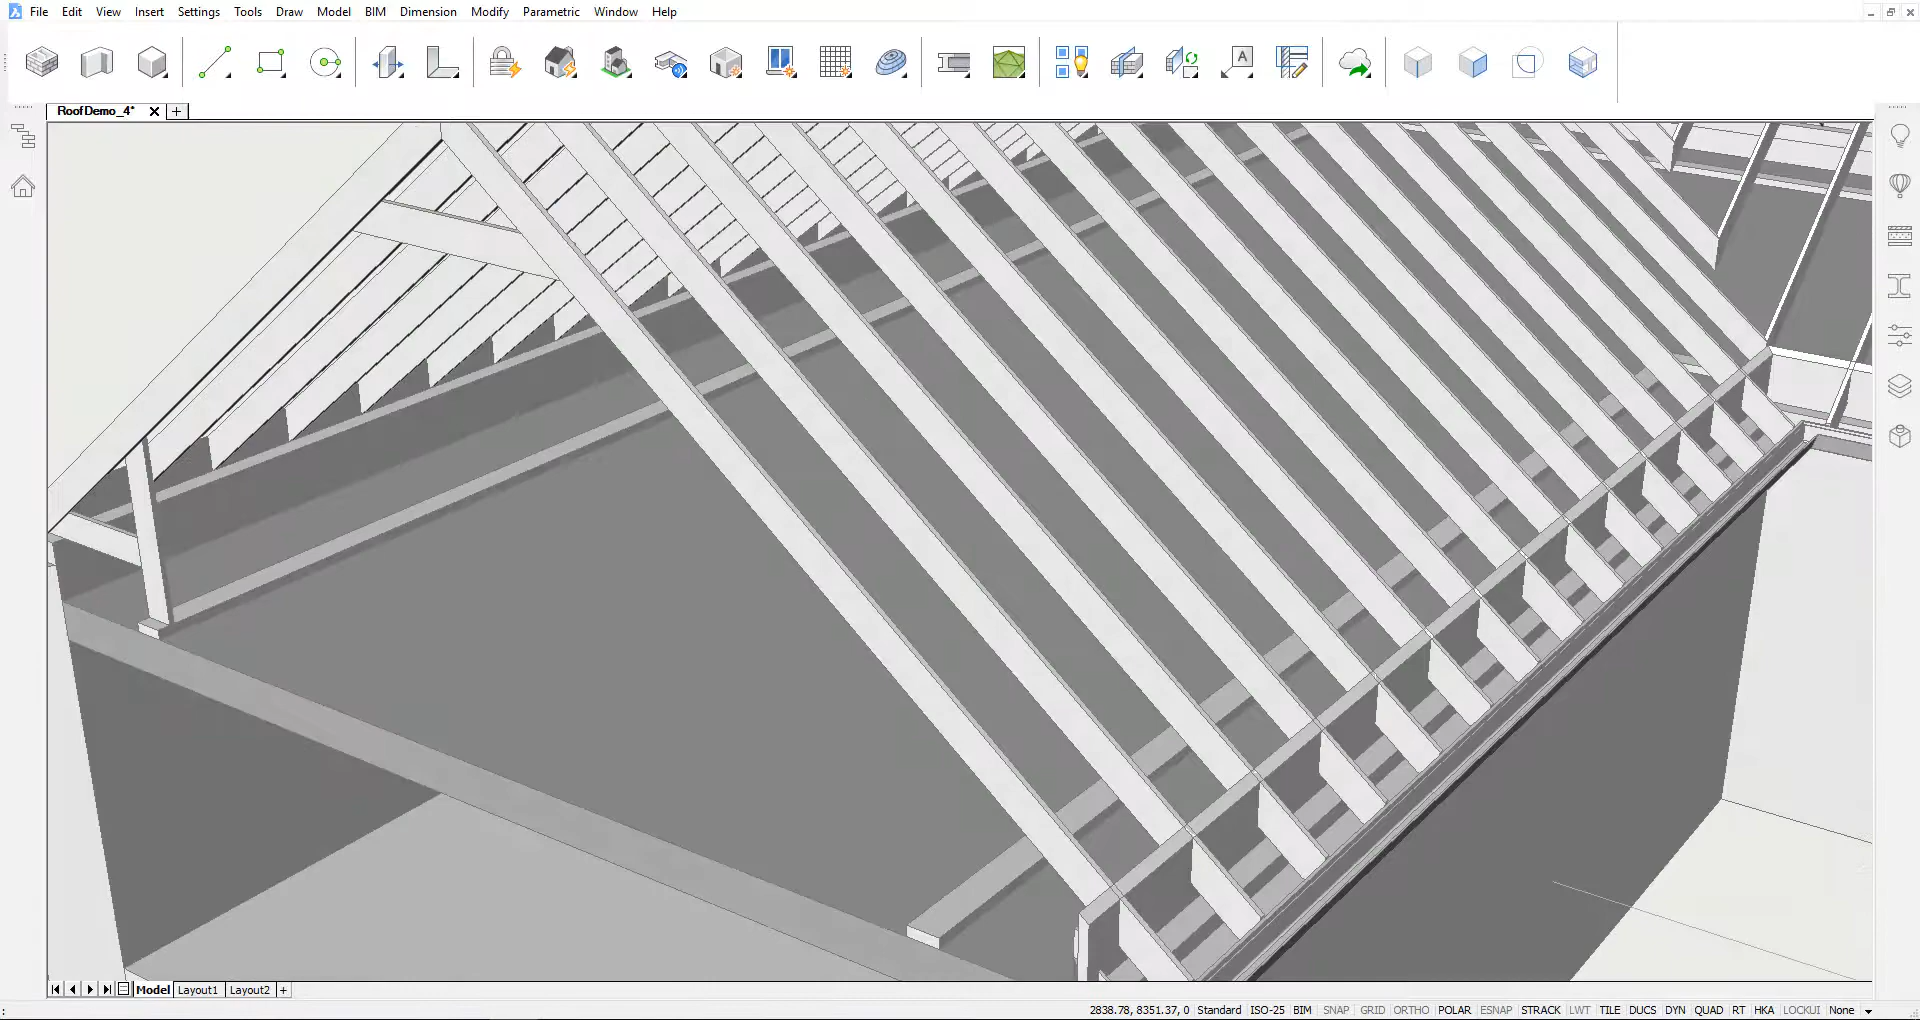 File Edit View Insert Settings Tools Draw Model BIM Dimension Modify Parametric Window Help
A
RoofDemo_4*
Model Layout1 Layout2
: 2838.78, 8351.37, 0 Standard ISO-25 BIM SNAP GRID ORTHO POLAR ESNAP STRACK LWT TILE DUCS DYN QUAD RT HKA LOCKUI None